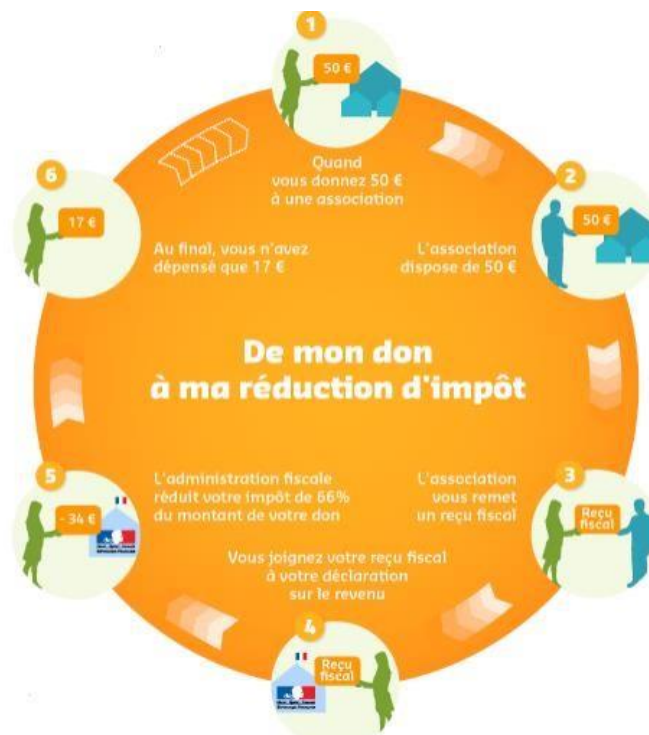 De mon don
à ma réduction d'impôt
1
50 €
Quand
vous donnez 50 €
à une association
2
50 €
L'association
dispose de 50 €
3
Reçu
fiscal
L'association
vous remet
un reçu fiscal
4
Reçu
fiscal
Vous joignez votre reçu fiscal
à votre déclaration
sur le revenu
5
- 34 €
L'administration fiscale
réduit votre impôt de 66%
du montant de votre don
6
17 €
Au final, vous n'avez
dépensé que 17 €